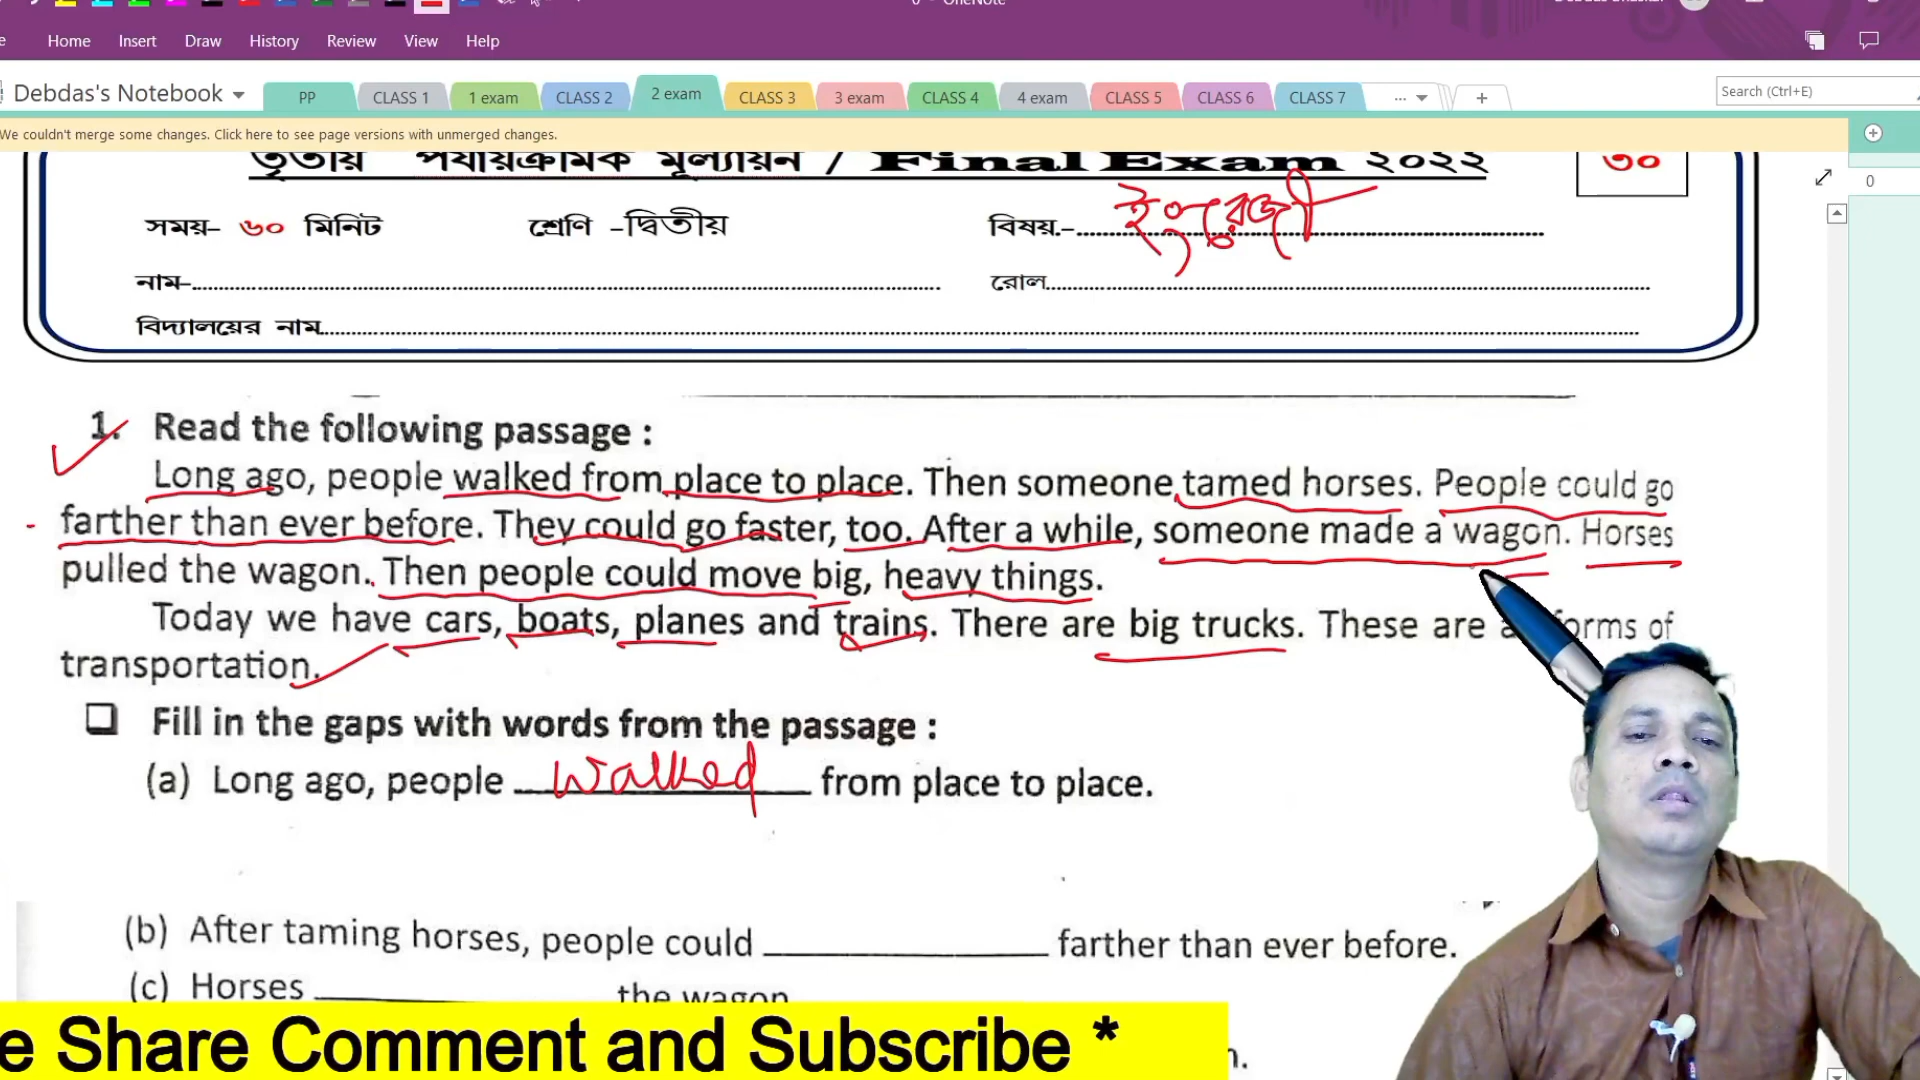 OneNote
Home Insert Draw History Review View Help
Debdas's Notebook PP CLASS 1 1 exam CLASS 2 2 exam CLASS 3 3 exam CLASS 4 4 exam CLASS 5 CLASS 6 CLASS 7 ... + Search (Ctrl+E)
We couldn't merge some changes. Click here to see page versions with unmerged changes.
তৃতীয় পর্যায়ক্রমিক মূল্যায়ন / Final Exam ২০২২ ৩০
0
সময়- ৬০ মিনিট শ্রেণি -দ্বিতীয় বিষয়.- ইংরেজী
নাম- রোল
বিদ্যালয়ের নাম
1. Read the following passage :
Long ago, people walked from place to place. Then someone tamed horses. People could go
farther than ever before. They could go faster, too. After a while, someone made a wagon. Horses
pulled the wagon. Then people could move big, heavy things.
Today we have cars, boats, planes and trains. There are big trucks. These are forms of
transportation.
Fill in the gaps with words from the passage :
(a) Long ago, people walked from place to place.
(b) After taming horses, people could ____ farther than ever before.
(c) Horses ____ the wagon
e Share Comment and Subscribe *